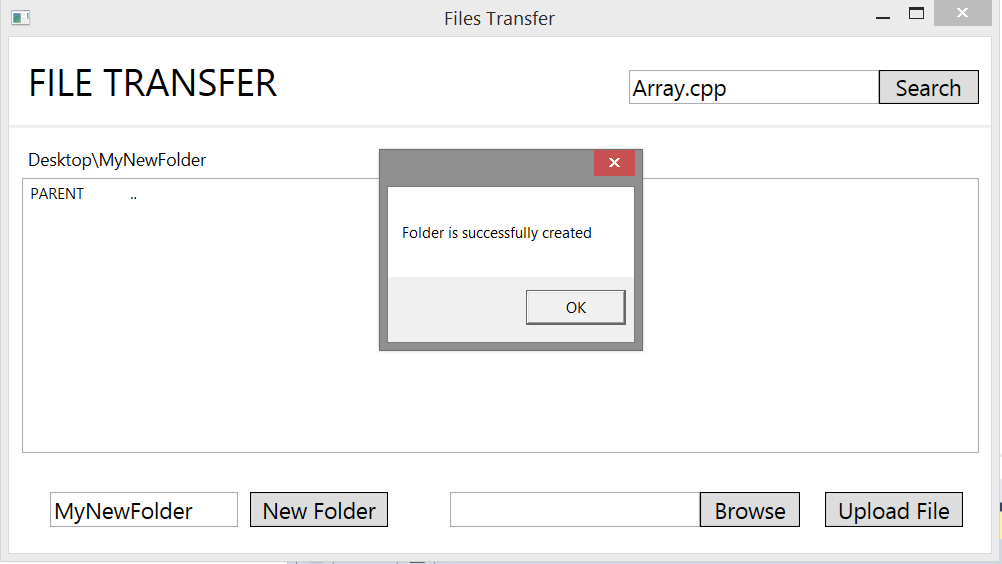 Files Transfer
FILE TRANSFER
Array.cpp
Search
Desktop\MyNewFolder
PARENT ..
Folder is successfully created
OK
MyNewFolder
New Folder
Browse
Upload File